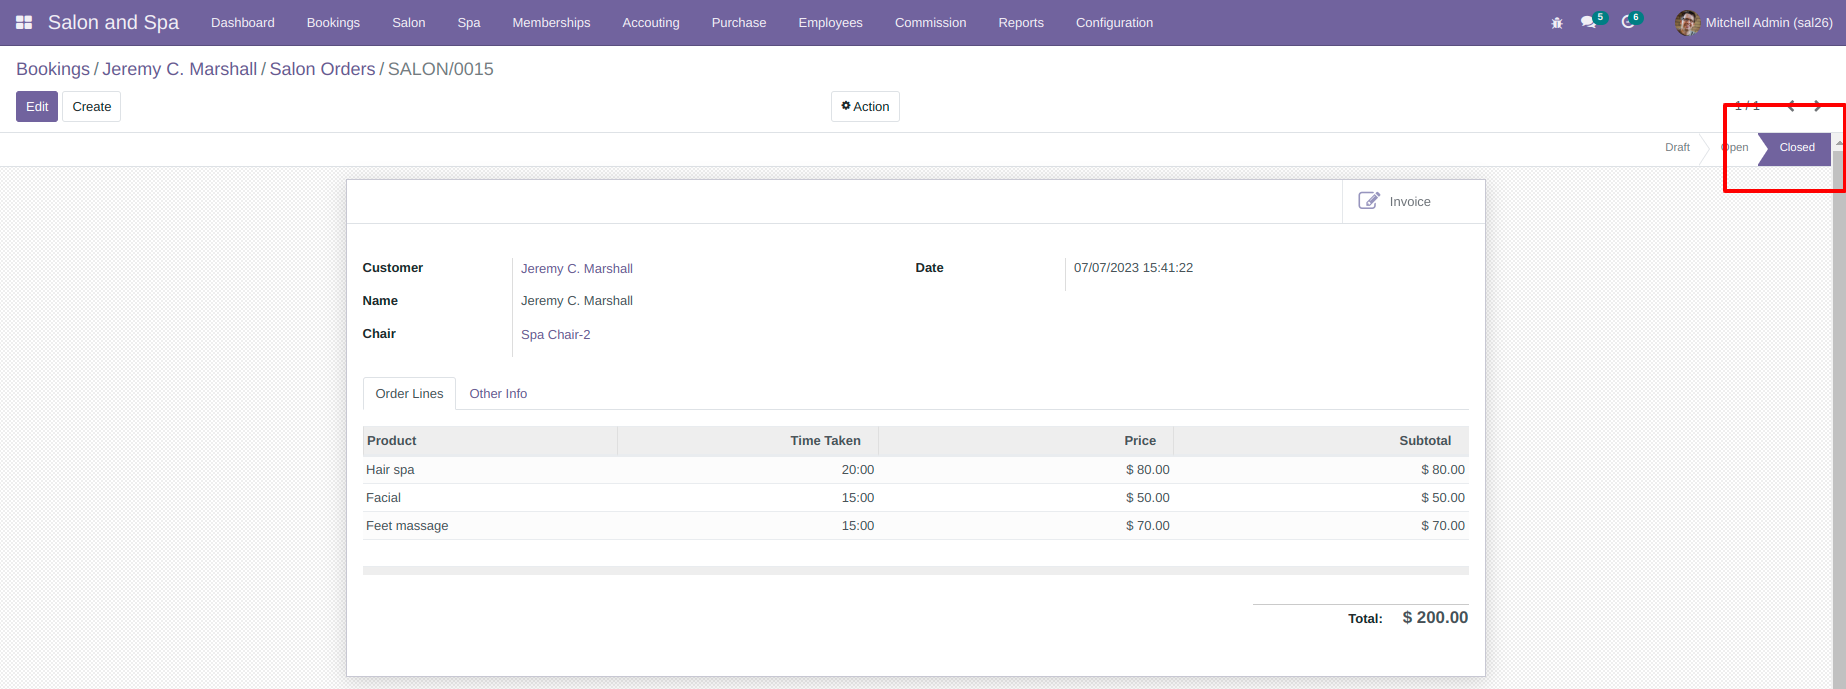 Salon and Spa Dashboard Bookings Salon Spa Memberships Accouting Purchase Employees Commission Reports Configuration 5 6 Mitchell Admin (sal26)
Bookings / Jeremy C. Marshall / Salon Orders / SALON/0015
Edit Create Action 1 / 1
Draft Open Closed
Invoice
Customer Jeremy C. Marshall Date 07/07/2023 15:41:22
Name Jeremy C. Marshall
Chair Spa Chair-2
Order Lines Other Info
Product Time Taken Price Subtotal
Hair spa 20:00 $ 80.00 $ 80.00
Facial 15:00 $ 50.00 $ 50.00
Feet massage 15:00 $ 70.00 $ 70.00
Total: $ 200.00